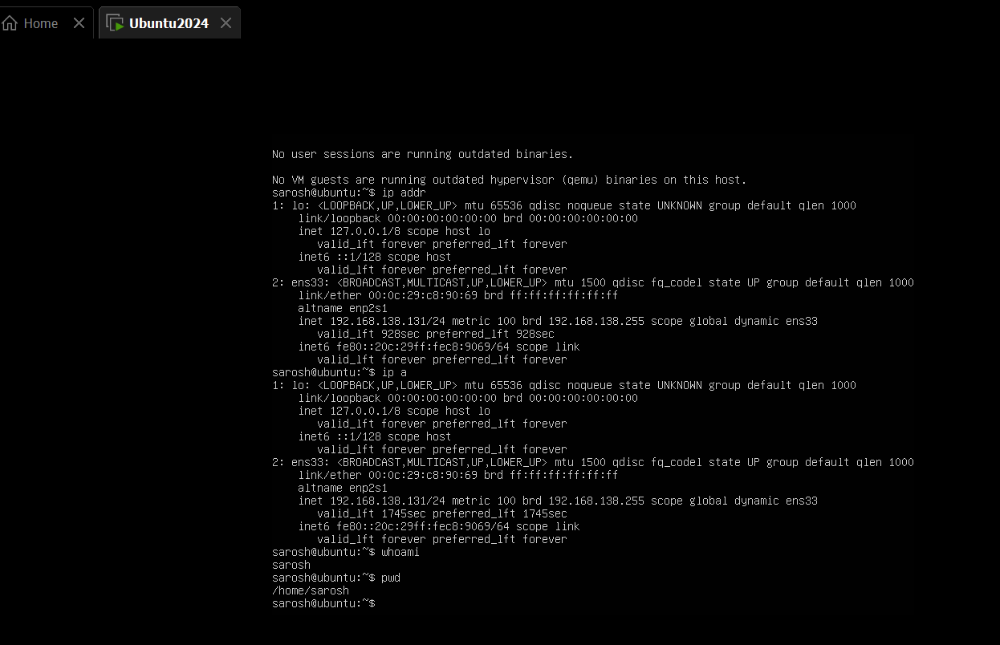 Home
Ubuntu2024
No user sessions are running outdated binaries.
No VM guests are running outdated hypervisor (qemu) binaries on this host.
sarosh@ubuntu:~$ ip addr
1: lo: <LOOPBACK,UP,LOWER_UP> mtu 65536 qdisc noqueue state UNKNOWN group default qlen 1000
    link/loopback 00:00:00:00:00:00 brd 00:00:00:00:00:00
    inet 127.0.0.1/8 scope host lo
       valid_lft forever preferred_lft forever
    inet6 ::1/128 scope host
       valid_lft forever preferred_lft forever
2: ens33: <BROADCAST,MULTICAST,UP,LOWER_UP> mtu 1500 qdisc fq_codel state UP group default qlen 1000
    link/ether 00:0c:29:c8:90:69 brd ff:ff:ff:ff:ff:ff
    altname enp2s1
    inet 192.168.138.131/24 metric 100 brd 192.168.138.255 scope global dynamic ens33
       valid_lft 928sec preferred_lft 928sec
    inet6 fe80::20c:29ff:fec8:9069/64 scope link
       valid_lft forever preferred_lft forever
sarosh@ubuntu:~$ ip a
1: lo: <LOOPBACK,UP,LOWER_UP> mtu 65536 qdisc noqueue state UNKNOWN group default qlen 1000
    link/loopback 00:00:00:00:00:00 brd 00:00:00:00:00:00
    inet 127.0.0.1/8 scope host lo
       valid_lft forever preferred_lft forever
    inet6 ::1/128 scope host
       valid_lft forever preferred_lft forever
2: ens33: <BROADCAST,MULTICAST,UP,LOWER_UP> mtu 1500 qdisc fq_codel state UP group default qlen 1000
    link/ether 00:0c:29:c8:90:69 brd ff:ff:ff:ff:ff:ff
    altname enp2s1
    inet 192.168.138.131/24 metric 100 brd 192.168.138.255 scope global dynamic ens33
       valid_lft 1745sec preferred_lft 1745sec
    inet6 fe80::20c:29ff:fec8:9069/64 scope link
       valid_lft forever preferred_lft forever
sarosh@ubuntu:~$ whoami
sarosh
sarosh@ubuntu:~$ pwd
/home/sarosh
sarosh@ubuntu:~$